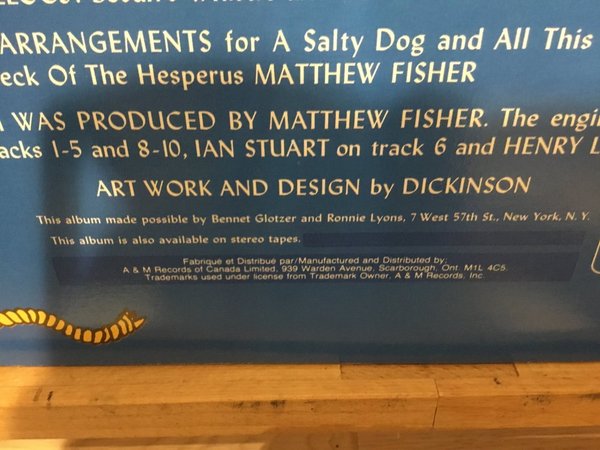 ARRANGEMENTS for A Salty Dog and All This
eck Of The Hesperus MATTHEW FISHER
WAS PRODUCED BY MATTHEW FISHER. The engi
acks 1-5 and 8-10, IAN STUART on track 6 and HENRY L
ART WORK AND DESIGN by DICKINSON
This album made possible by Bennet Glotzer and Ronnie Lyons, 7 West 57th St., New York, N. Y.
This album is also available on stereo tapes.
Fabriqué et Distribué par/Manufactured and Distributed by:
A & M Records of Canada Limited, 939 Warden Avenue, Scarborough, Ont. M1L 4C5.
Trademarks used under license from Trademark Owner, A & M Records, Inc.